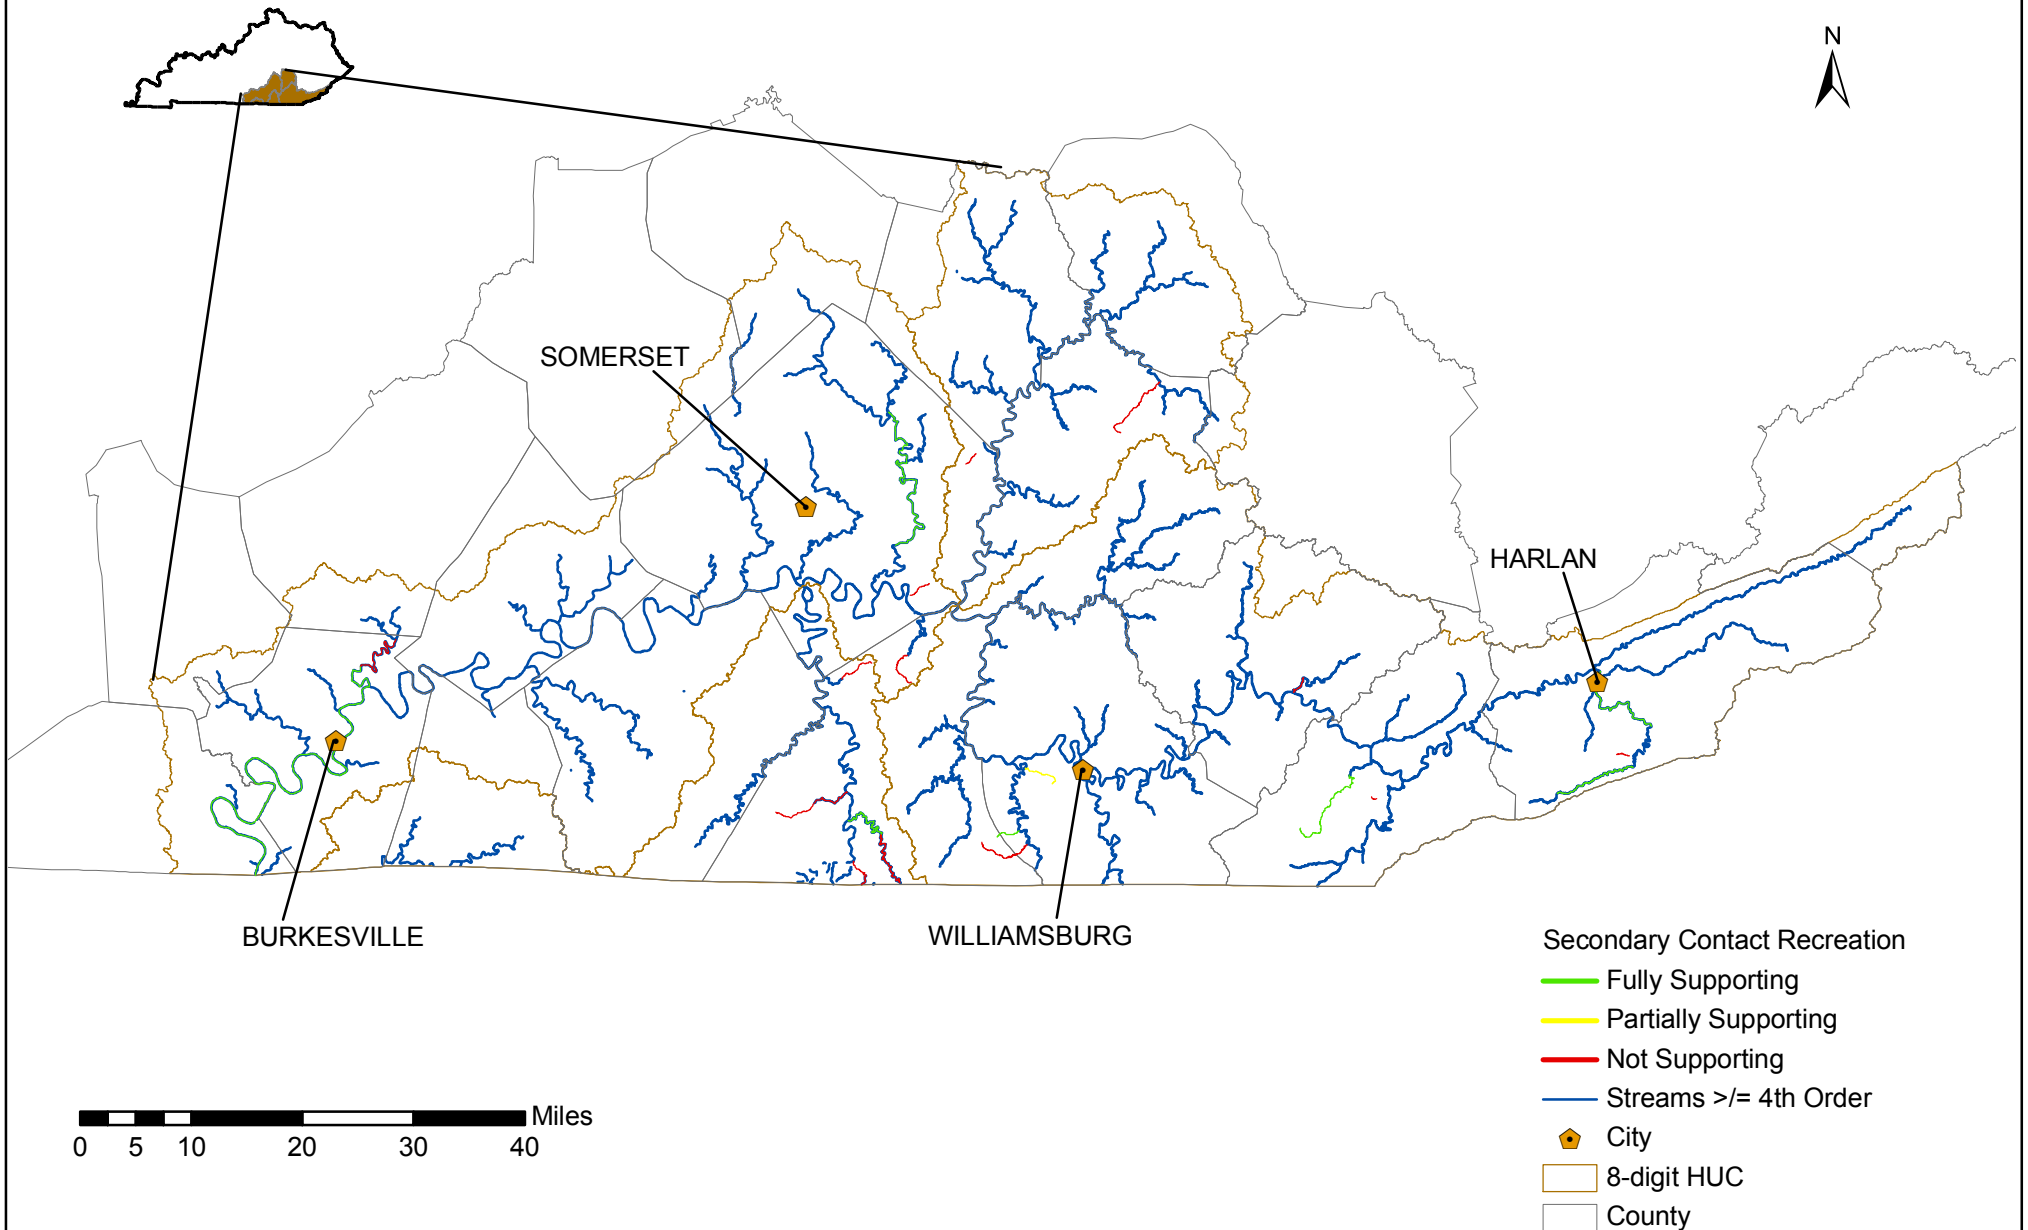 N
SOMERSET
HARLAN
BURKESVILLE
WILLIAMSBURG
Secondary Contact Recreation
Fully Supporting
Partially Supporting
Not Supporting
Streams >/= 4th Order
City
8-digit HUC
County
Miles
0 5 10 20 30 40